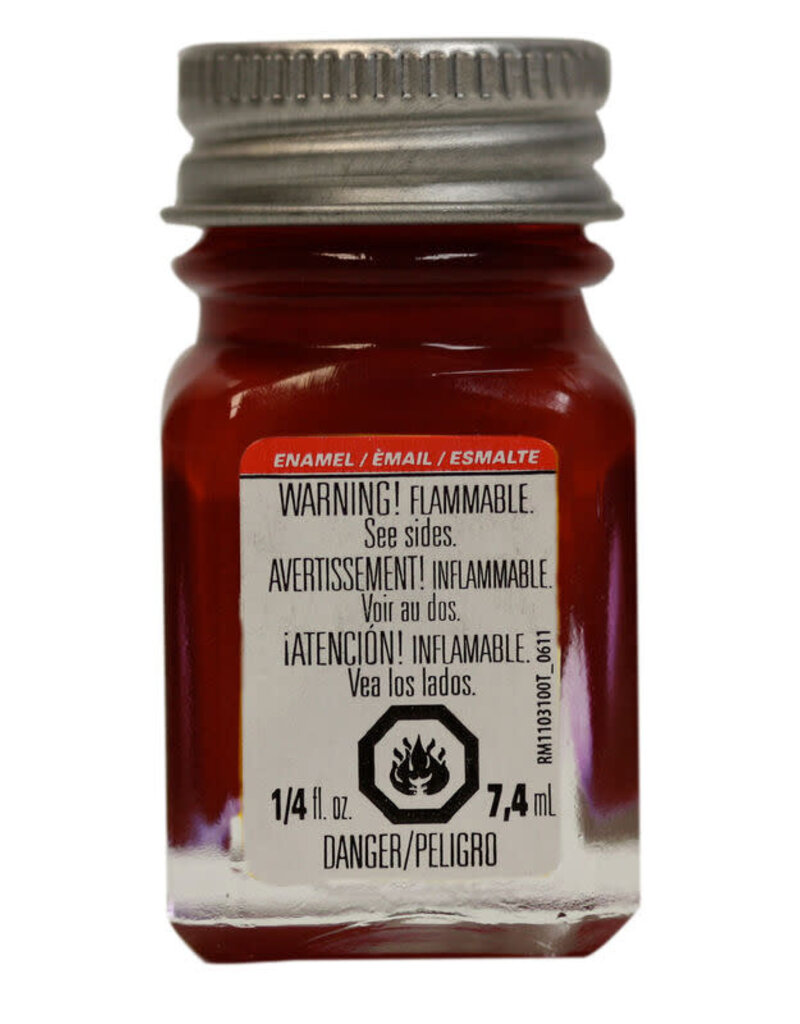 ENAMEL / ÈMAIL / ESMALTE
WARNING! FLAMMABLE.
See sides.
AVERTISSEMENT! INFLAMMABLE.
Voir au dos.
¡ATENCIÓN! INFLAMABLE.
Vea los lados.
RM1103100T_0611
1/4 fl. oz. 7,4 mL
DANGER/PELIGRO